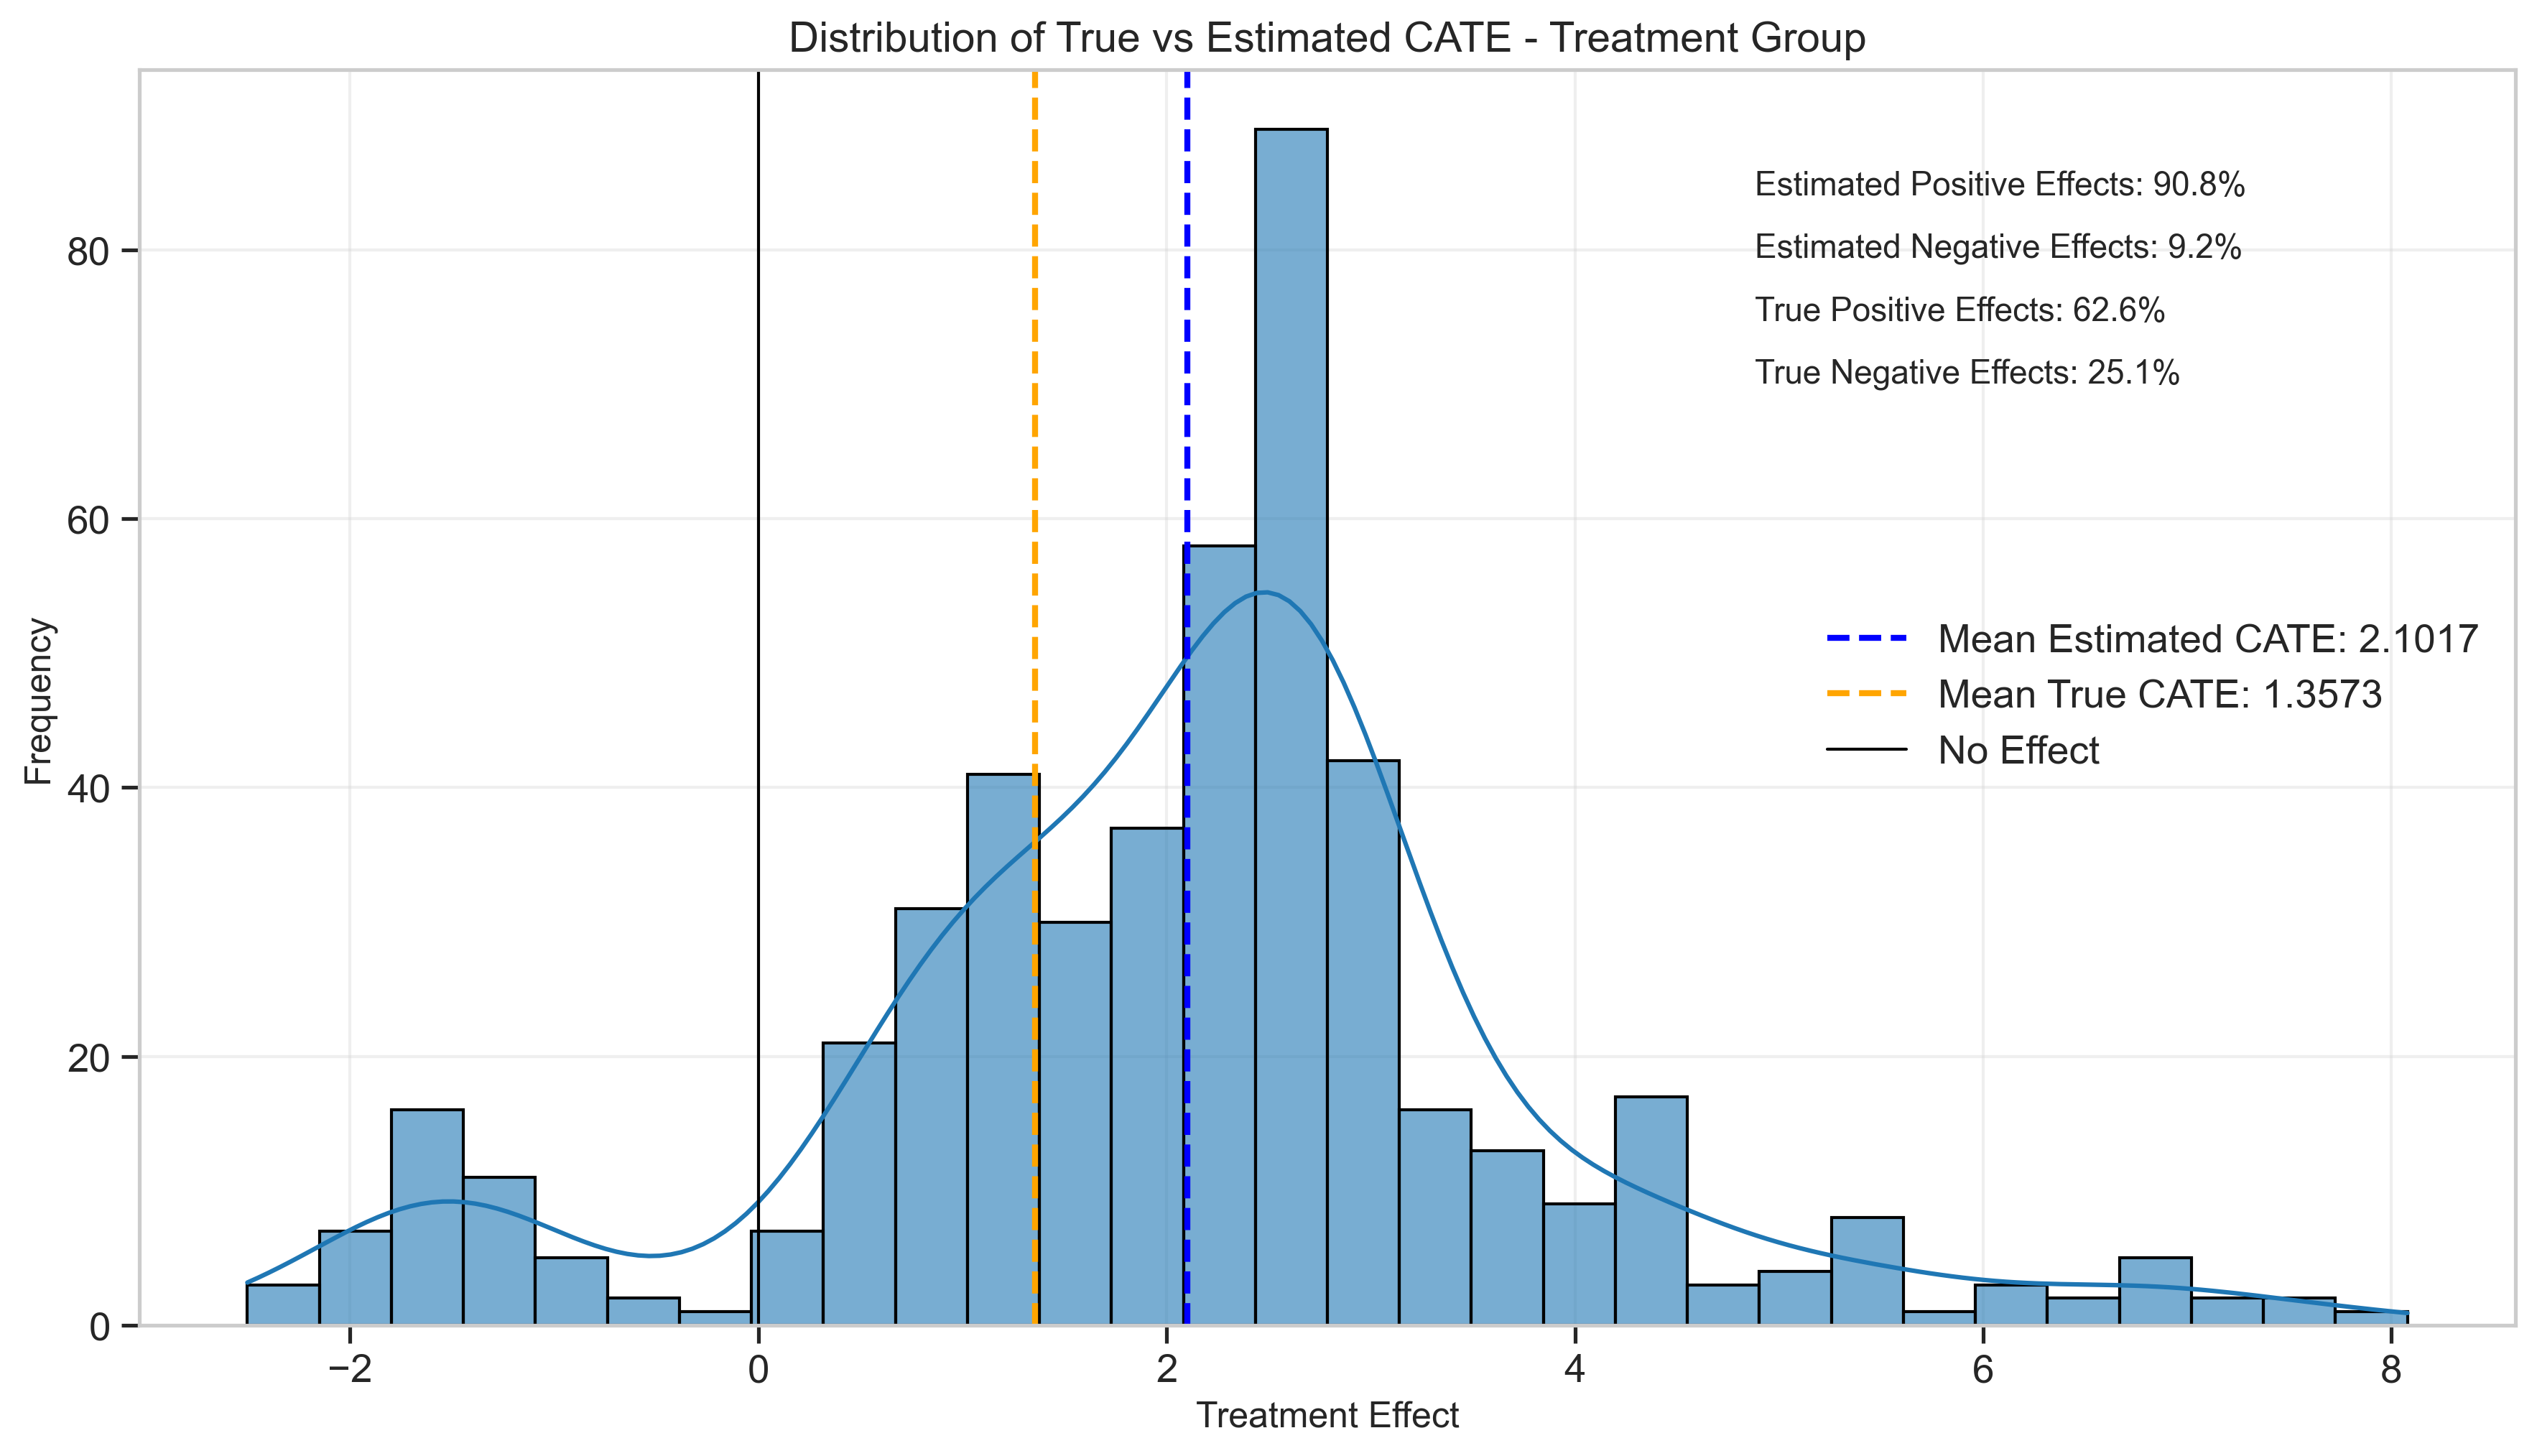 Distribution of True vs Estimated CATE - Treatment Group
Estimated Positive Effects: 90.8%
Estimated Negative Effects: 9.2%
True Positive Effects: 62.6%
True Negative Effects: 25.1%
Mean Estimated CATE: 2.1017
Mean True CATE: 1.3573
No Effect
Frequency
80
60
40
20
0
−2 0 2 4 6 8
Treatment Effect